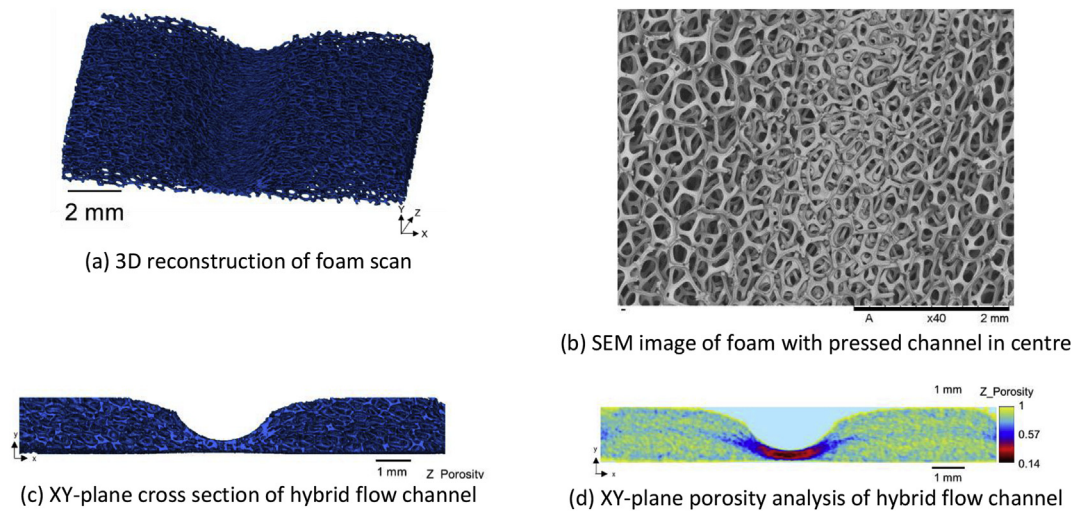 2 mm
Y
Z
X
(a) 3D reconstruction of foam scan
A x40 2 mm
(b) SEM image of foam with pressed channel in centre
y
x
1 mm
Z_Porosity
(c) XY-plane cross section of hybrid flow channel
1 mm
Z_Porosity
1
0.57
0.14
y
x
1 mm
(d) XY-plane porosity analysis of hybrid flow channel